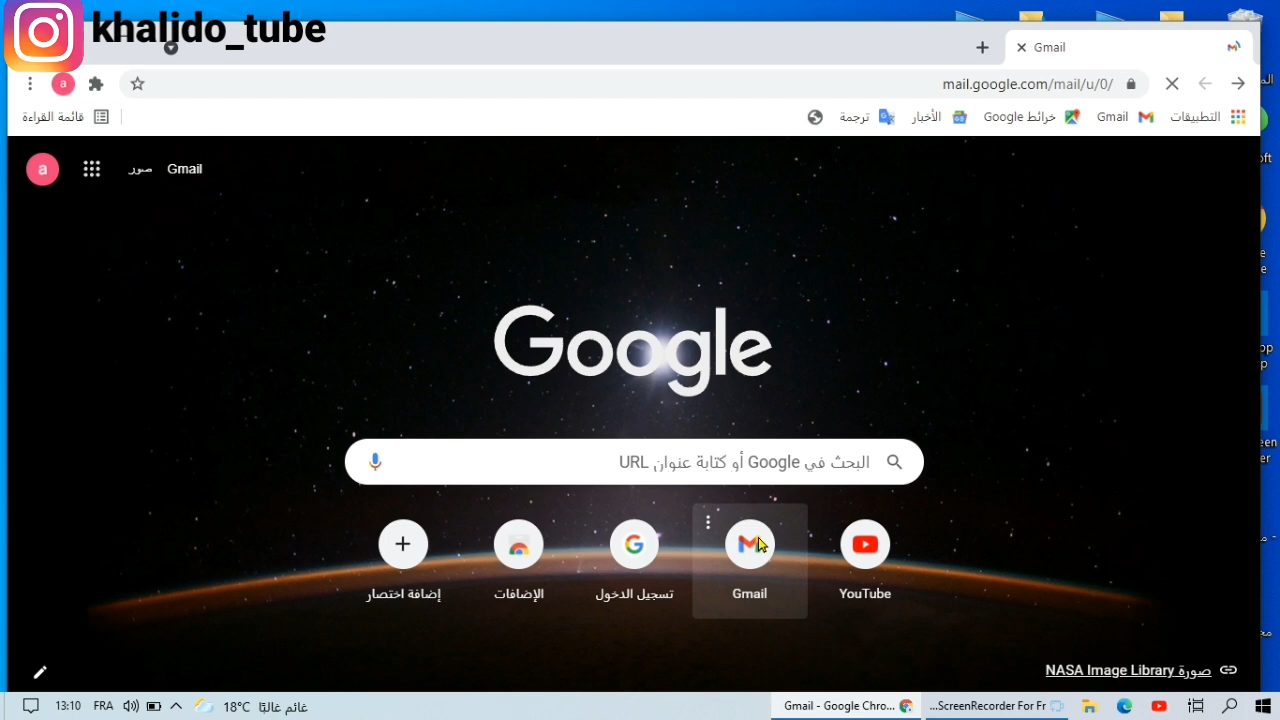 khalido_tube
Gmail
mail.google.com/mail/u/0/
التطبيقات
Gmail
خرائط Google
الأخبار
ترجمة
قائمة القراءة
Gmail
صور
a
a
Google
البحث في Google أو كتابة عنوان URL
YouTube
Gmail
تسجيل الدخول
الإضافات
إضافة اختصار
صورة NASA Image Library
...ScreenRecorder For Fr
Gmail - Google Chro...
غائم غالبًا 18°C
FRA
13:10